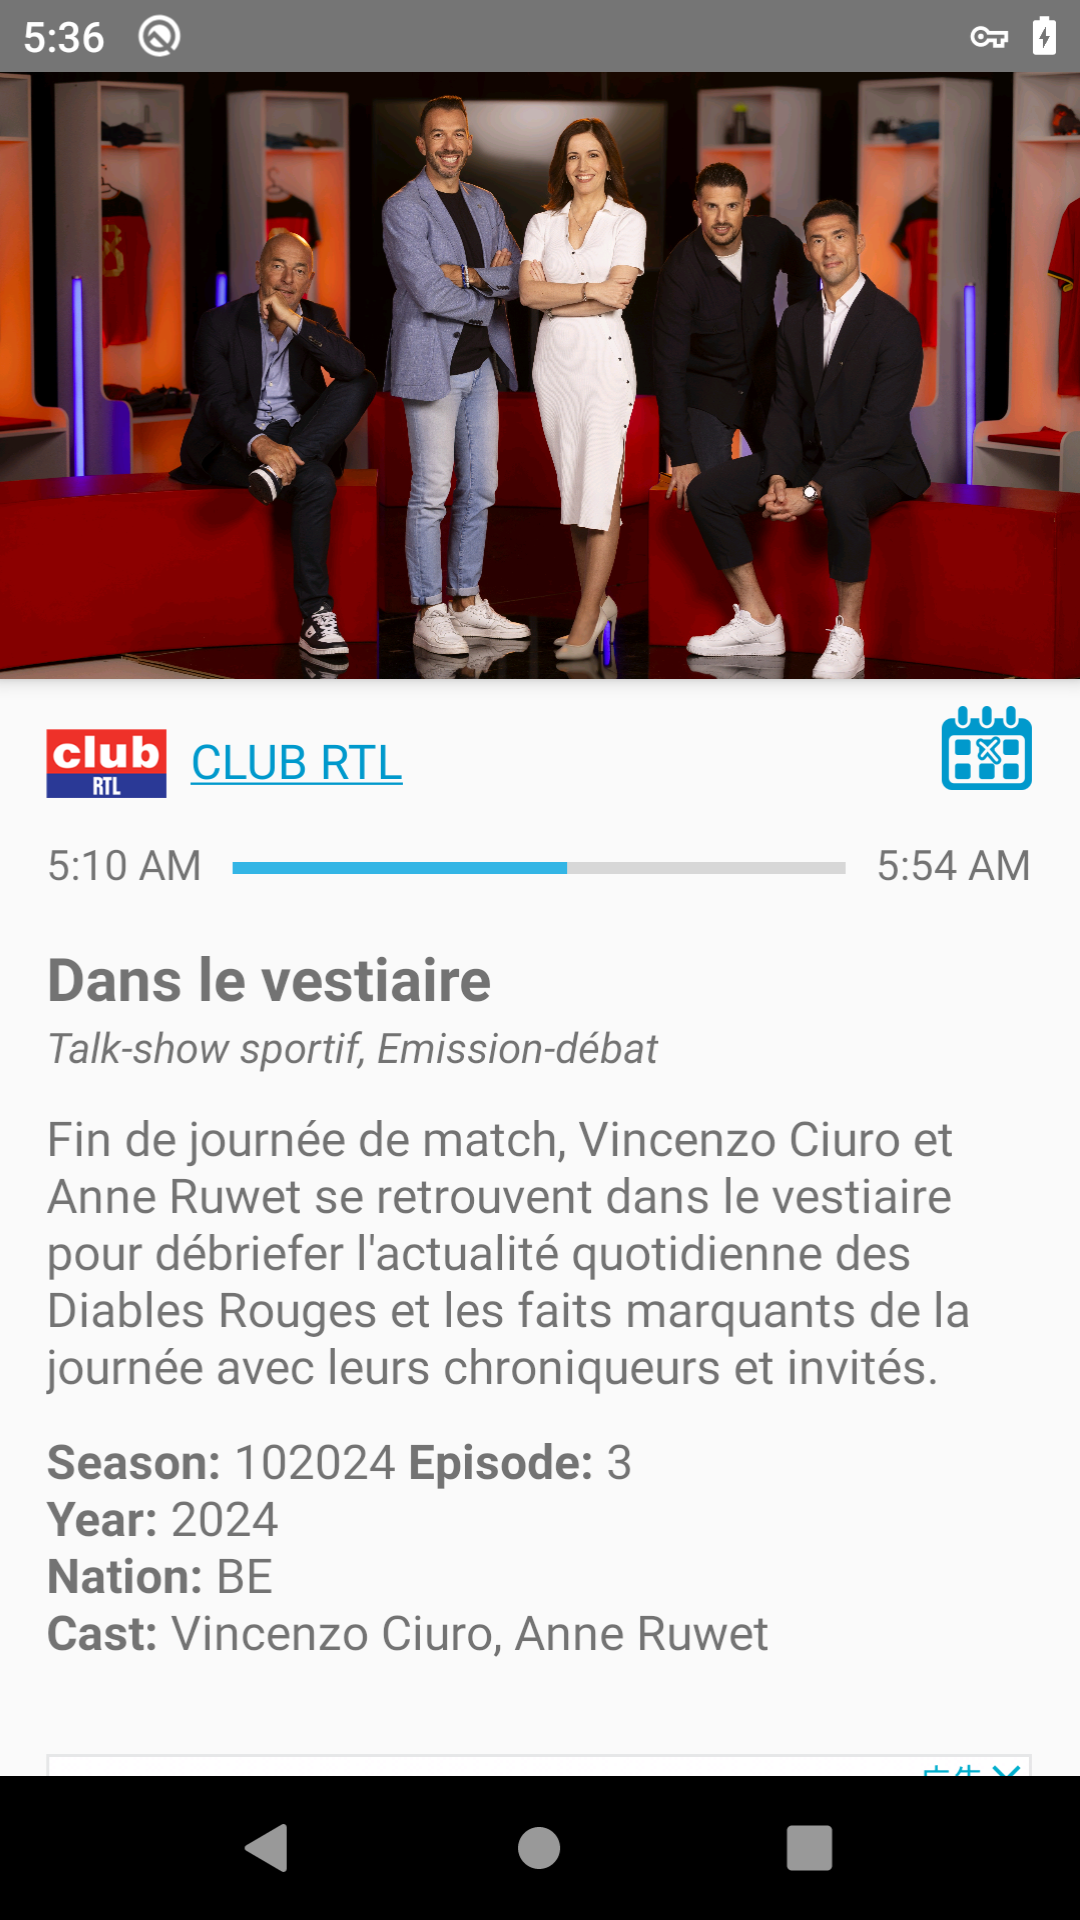 5:36
club
RTL
CLUB RTL
5:10 AM
5:54 AM
Dans le vestiaire
Talk-show sportif, Emission-débat
Fin de journée de match, Vincenzo Ciuro et
Anne Ruwet se retrouvent dans le vestiaire
pour débriefer l'actualité quotidienne des
Diables Rouges et les faits marquants de la
journée avec leurs chroniqueurs et invités.
Season: 102024 Episode: 3
Year: 2024
Nation: BE
Cast: Vincenzo Ciuro, Anne Ruwet